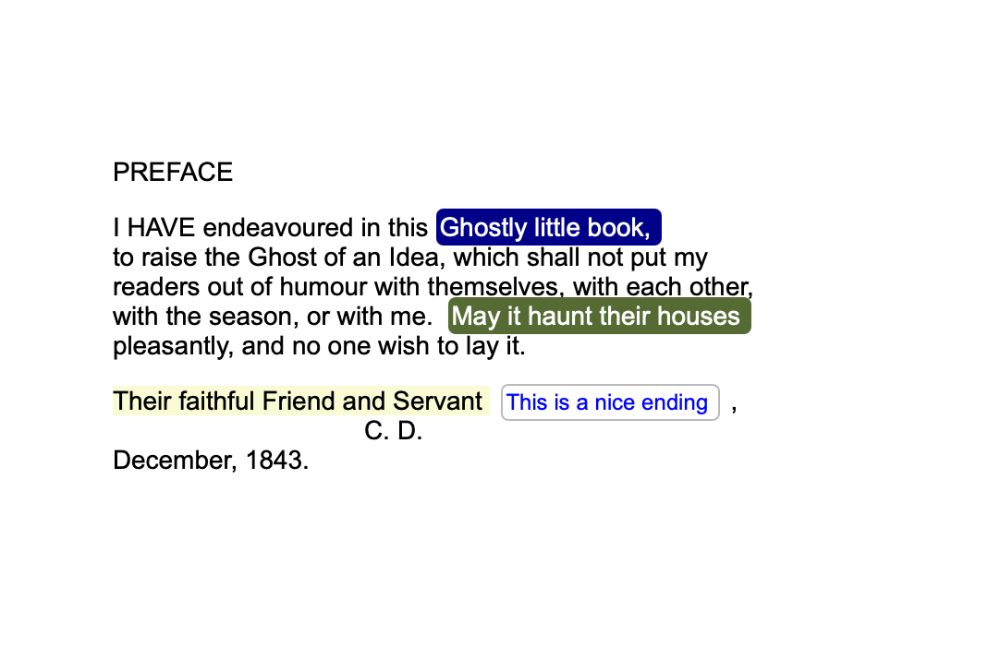 PREFACE
I HAVE endeavoured in this Ghostly little book,
to raise the Ghost of an Idea, which shall not put my
readers out of humour with themselves, with each other,
with the season, or with me. May it haunt their houses
pleasantly, and no one wish to lay it.
Their faithful Friend and Servant This is a nice ending ,
C. D.
December, 1843.